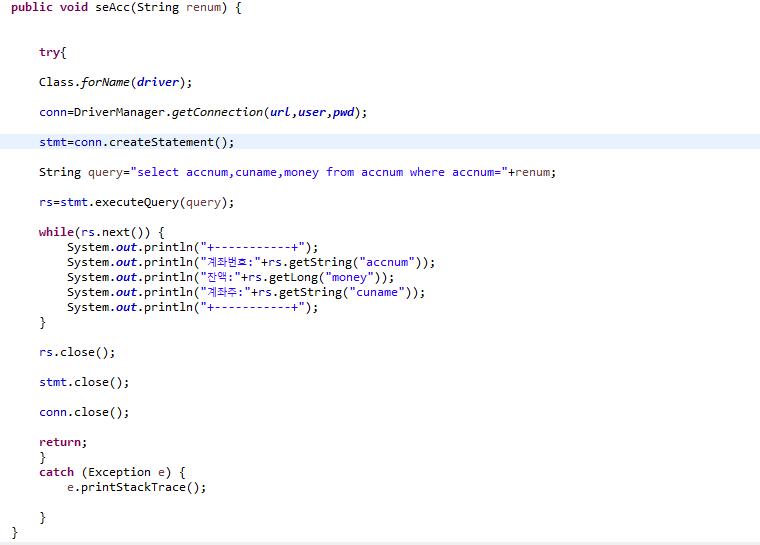 public void seAcc(String renum) {
try{
Class.forName(driver);
conn=DriverManager.getConnection(url,user,pwd);
stmt=conn.createStatement();
String query="select accnum,cuname,money from accnum where accnum="+renum;
rs=stmt.executeQuery(query);
while(rs.next()) {
System.out.println("+-----------+");
System.out.println("계좌번호:"+rs.getString("accnum"));
System.out.println("잔액:"+rs.getLong("money"));
System.out.println("계좌주:"+rs.getString("cuname"));
System.out.println("+-----------+");
}
rs.close();
stmt.close();
conn.close();
return;
}
catch (Exception e) {
e.printStackTrace();
}
}